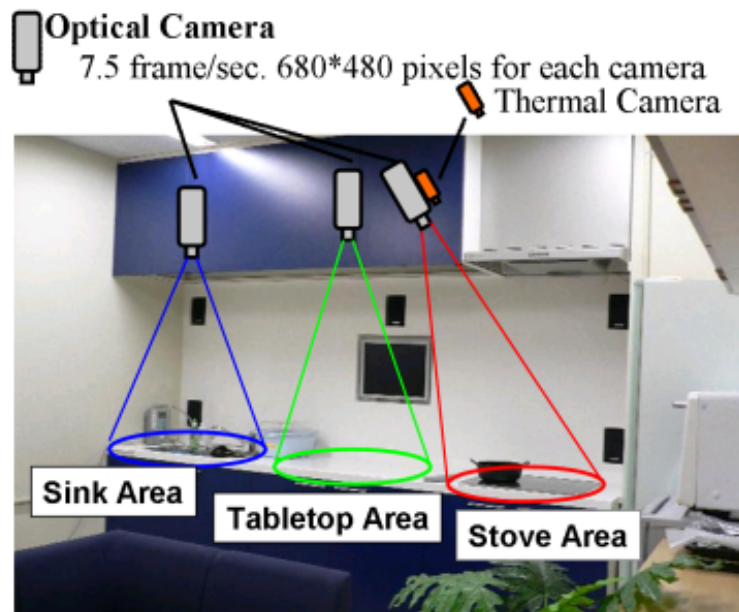 Optical Camera
7.5 frame/sec. 680*480 pixels for each camera
Thermal Camera
Sink Area
Tabletop Area
Stove Area